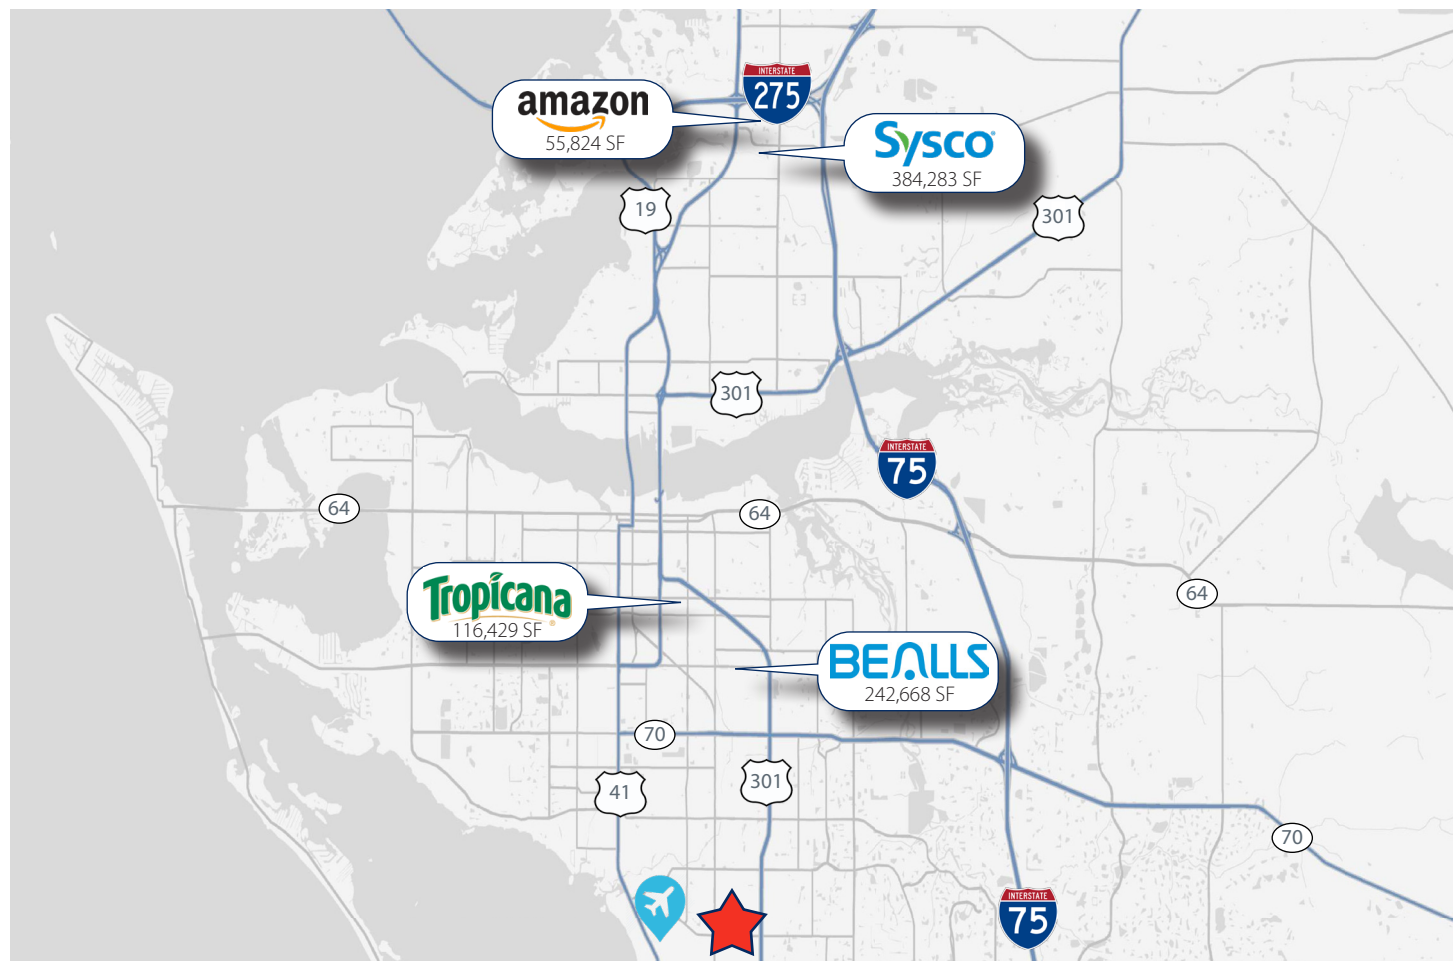 INTERSTATE
275
amazon
55,824 SF
Sysco
384,283 SF
19
301
301
INTERSTATE
75
64
64
Tropicana
116,429 SF
64
BEALLS
242,668 SF
70
41
301
70
INTERSTATE
75